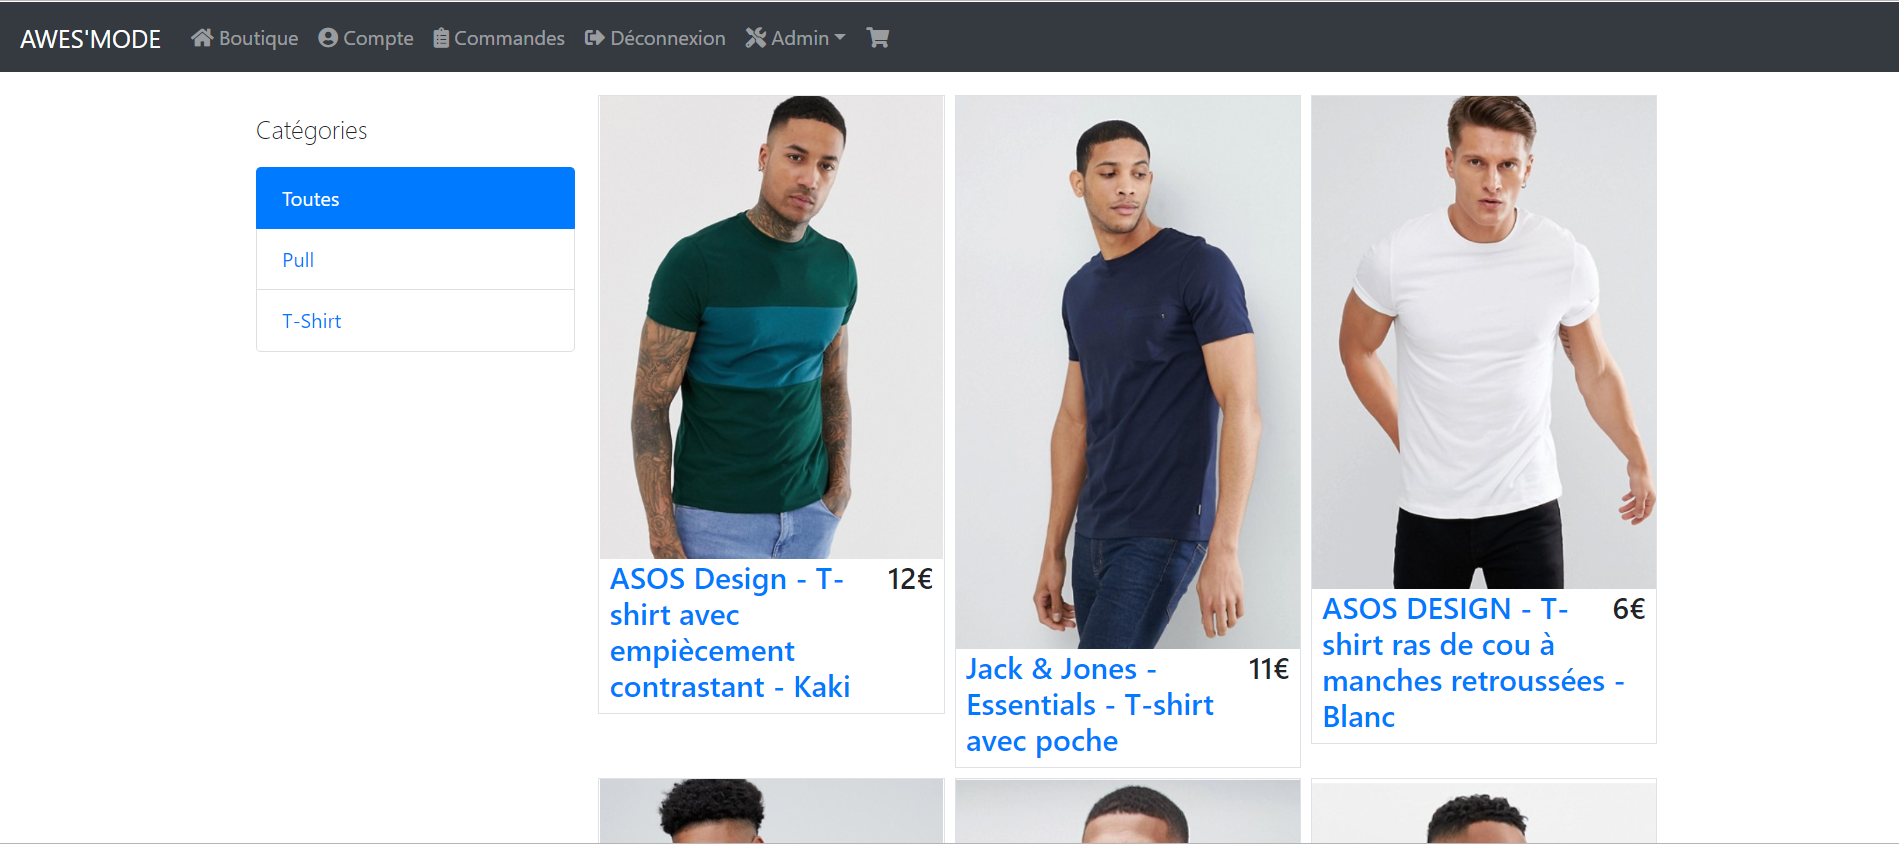 AWES'MODE
Boutique
Compte
Commandes
Déconnexion
Admin
Catégories
Toutes
Pull
T-Shirt
ASOS Design - T-
shirt avec
empiècement
contrastant - Kaki
12€
Jack & Jones -
Essentials - T-shirt
avec poche
11€
ASOS DESIGN - T-
shirt ras de cou à
manches retroussées -
Blanc
6€